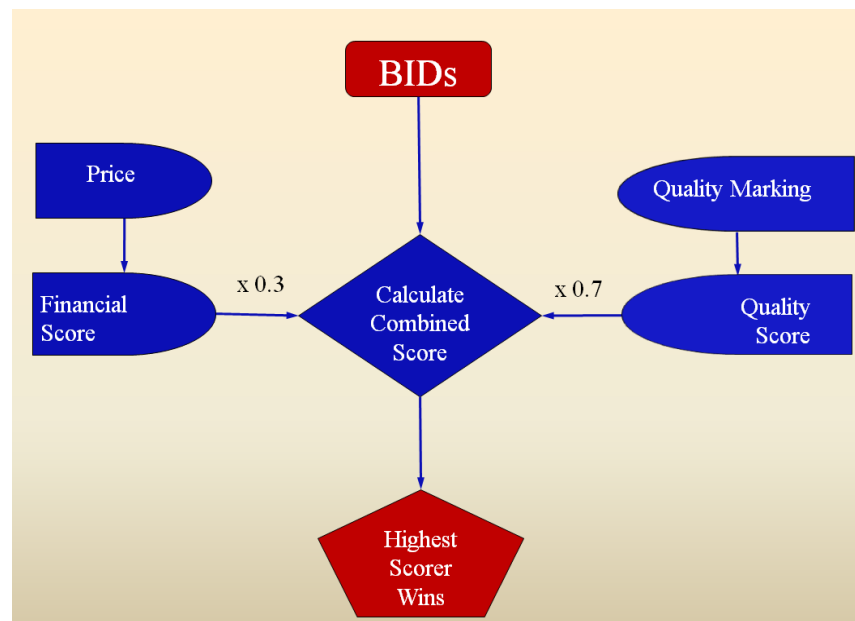 BIDs
Price
Quality Marking
Financial
Score
x 0.3
Calculate
Combined
Score
x 0.7
Quality
Score
Highest
Scorer
Wins